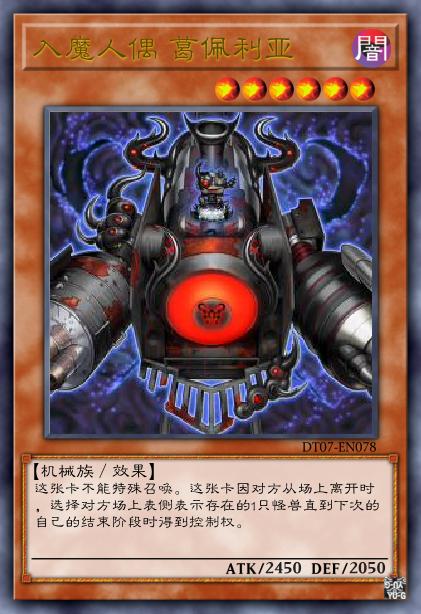 入魔人偶 葛佩利亚
闇
DT07-EN078
【机械族/效果】
这张卡不能特殊召唤。这张卡因对方从场上离开时
，选择对方场上表侧表示存在的1只怪兽直到下次的
自己的结束阶段时得到控制权。
ATK/2450 DEF/2050